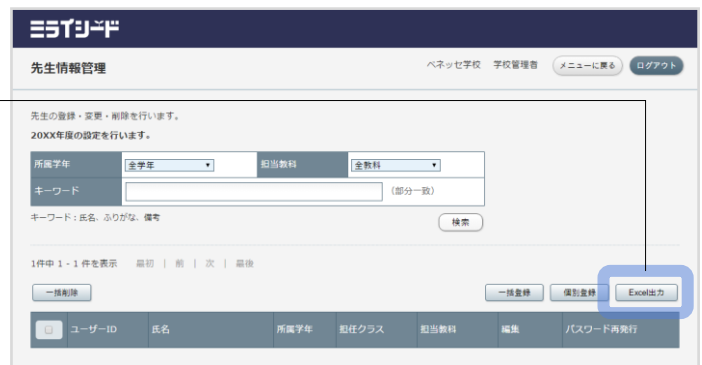 ミライシード
先生情報管理 ベネッセ学校 学校管理者 メニューに戻る ログアウト
先生の登録・変更・削除を行います。
20XX年度の設定を行います。
所属学年 全学年 担当教科 全教科
キーワード (部分一致)
キーワード：氏名、ふりがな、備考 検索
1件中 1 - 1 件を表示 最初 | 前 | 次 | 最後
一括削除 一括登録 個別登録 Excel出力
ユーザーID 氏名 所属学年 担任クラス 担当教科 編集 パスワード再発行